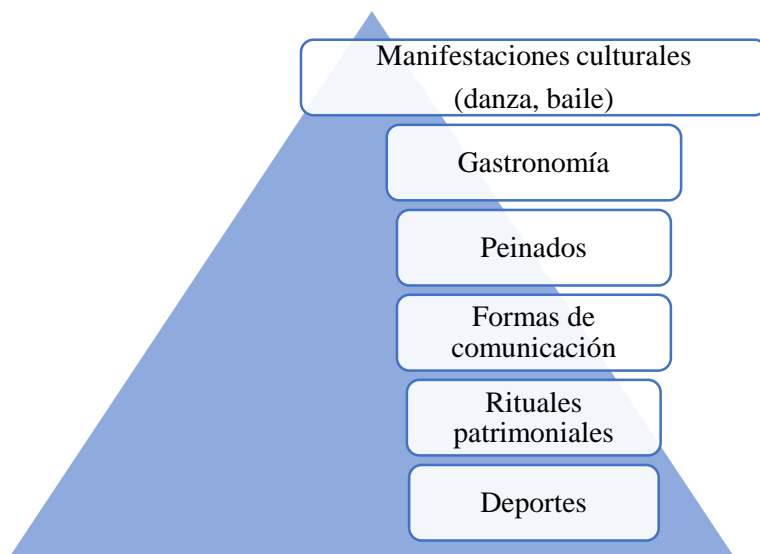 Manifestaciones culturales
(danza, baile)
Gastronomía
Peinados
Formas de
comunicación
Rituales
patrimoniales
Deportes